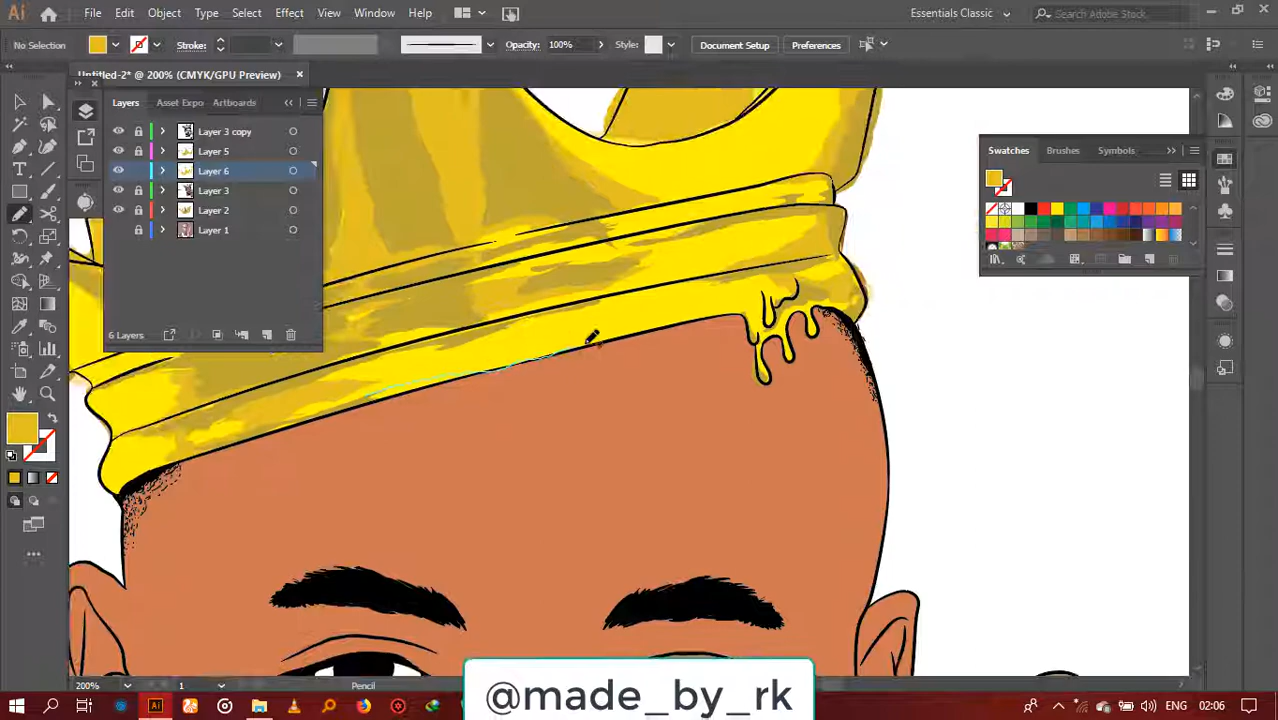 Ai
File Edit Object Type Select Effect View Window Help
Essentials Classic
Search Adobe Stock
No Selection
Stroke:
Opacity: 100%
Style:
Document Setup
Preferences
Untitled-2* @ 200% (CMYK/GPU Preview)
Layers Asset Expo Artboards
Layer 3 copy
Layer 5
Layer 6
Layer 3
Layer 2
Layer 1
6 Layers
Swatches Brushes Symbols
200%
1
Pencil
@made_by_rk
Ai
02:06